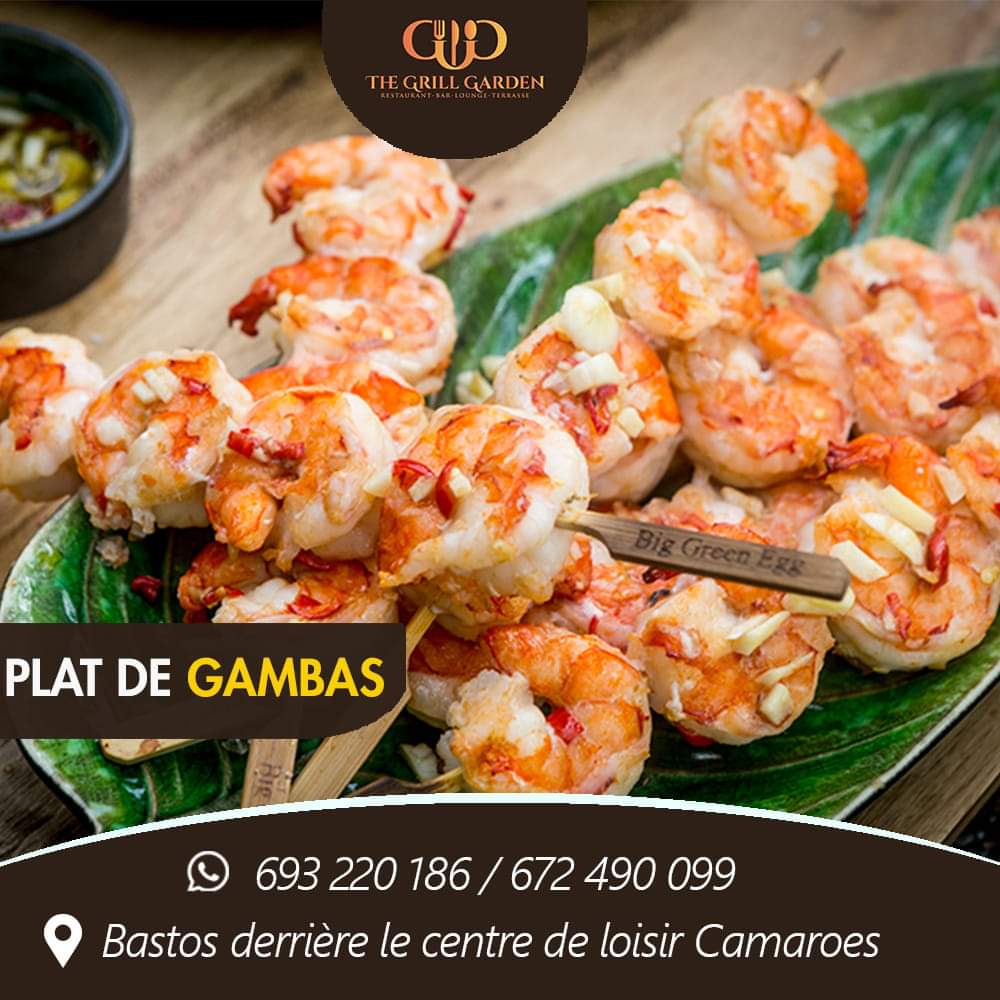 THE GRILL GARDEN
RESTAURANT-BAR-LOUNGE-TERRASSE
Big Green Egg
PLAT DE GAMBAS
693 220 186 / 672 490 099
Bastos derrière le centre de loisir Camaroes